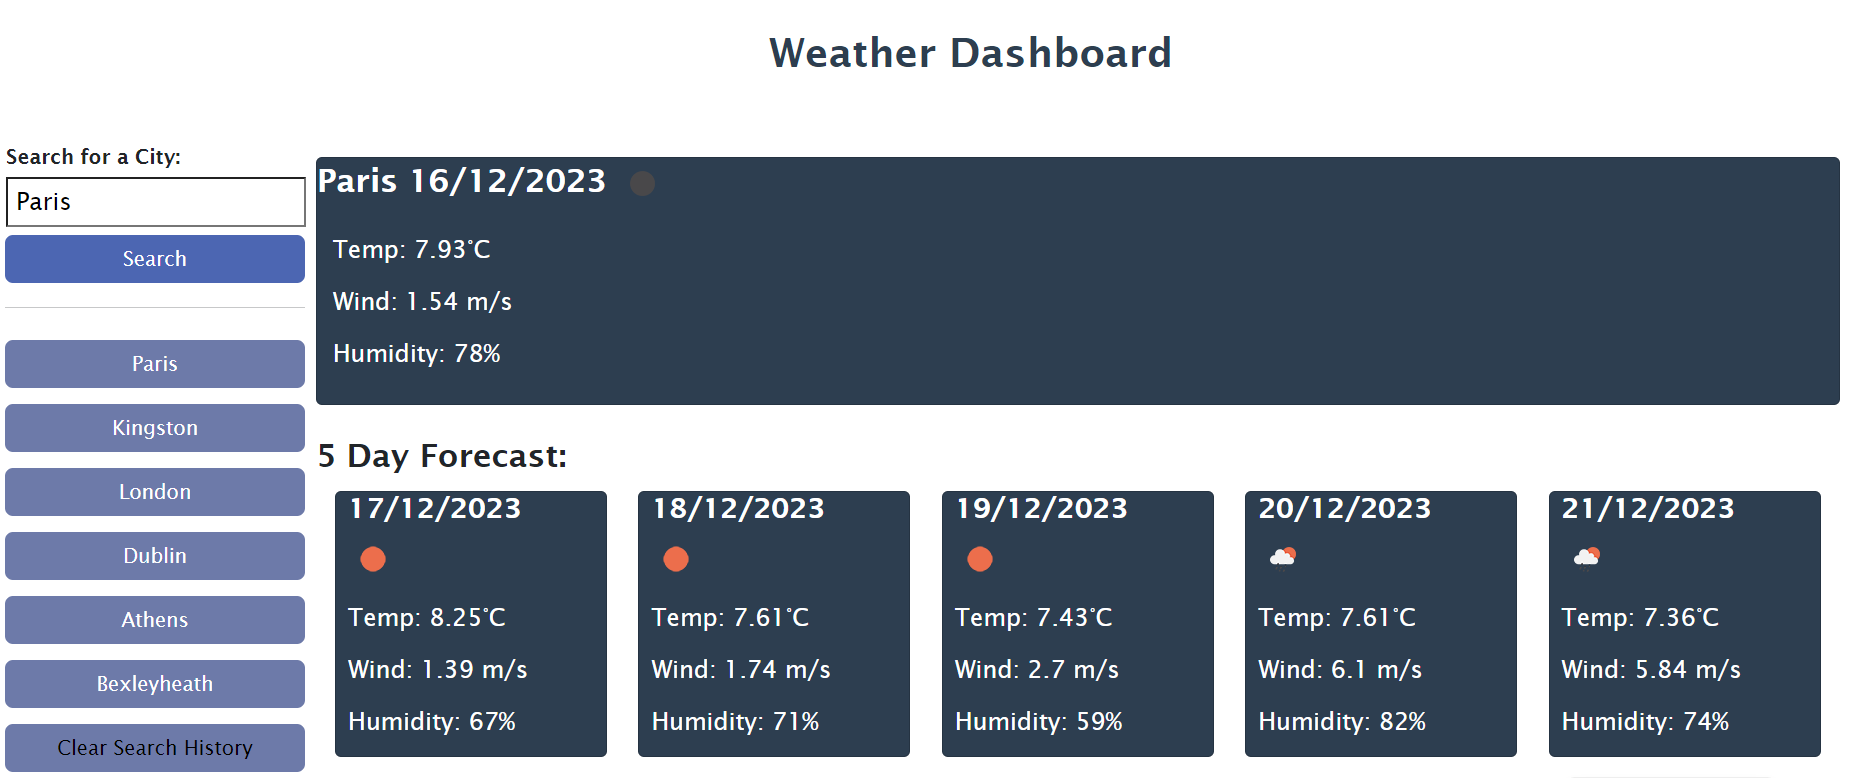 Weather Dashboard
Search for a City:
Paris
Search
Paris
Kingston
London
Dublin
Athens
Bexleyheath
Clear Search History
Paris 16/12/2023
Temp: 7.93°C
Wind: 1.54 m/s
Humidity: 78%
5 Day Forecast:
17/12/2023
Temp: 8.25°C
Wind: 1.39 m/s
Humidity: 67%
18/12/2023
Temp: 7.61°C
Wind: 1.74 m/s
Humidity: 71%
19/12/2023
Temp: 7.43°C
Wind: 2.7 m/s
Humidity: 59%
20/12/2023
Temp: 7.61°C
Wind: 6.1 m/s
Humidity: 82%
21/12/2023
Temp: 7.36°C
Wind: 5.84 m/s
Humidity: 74%